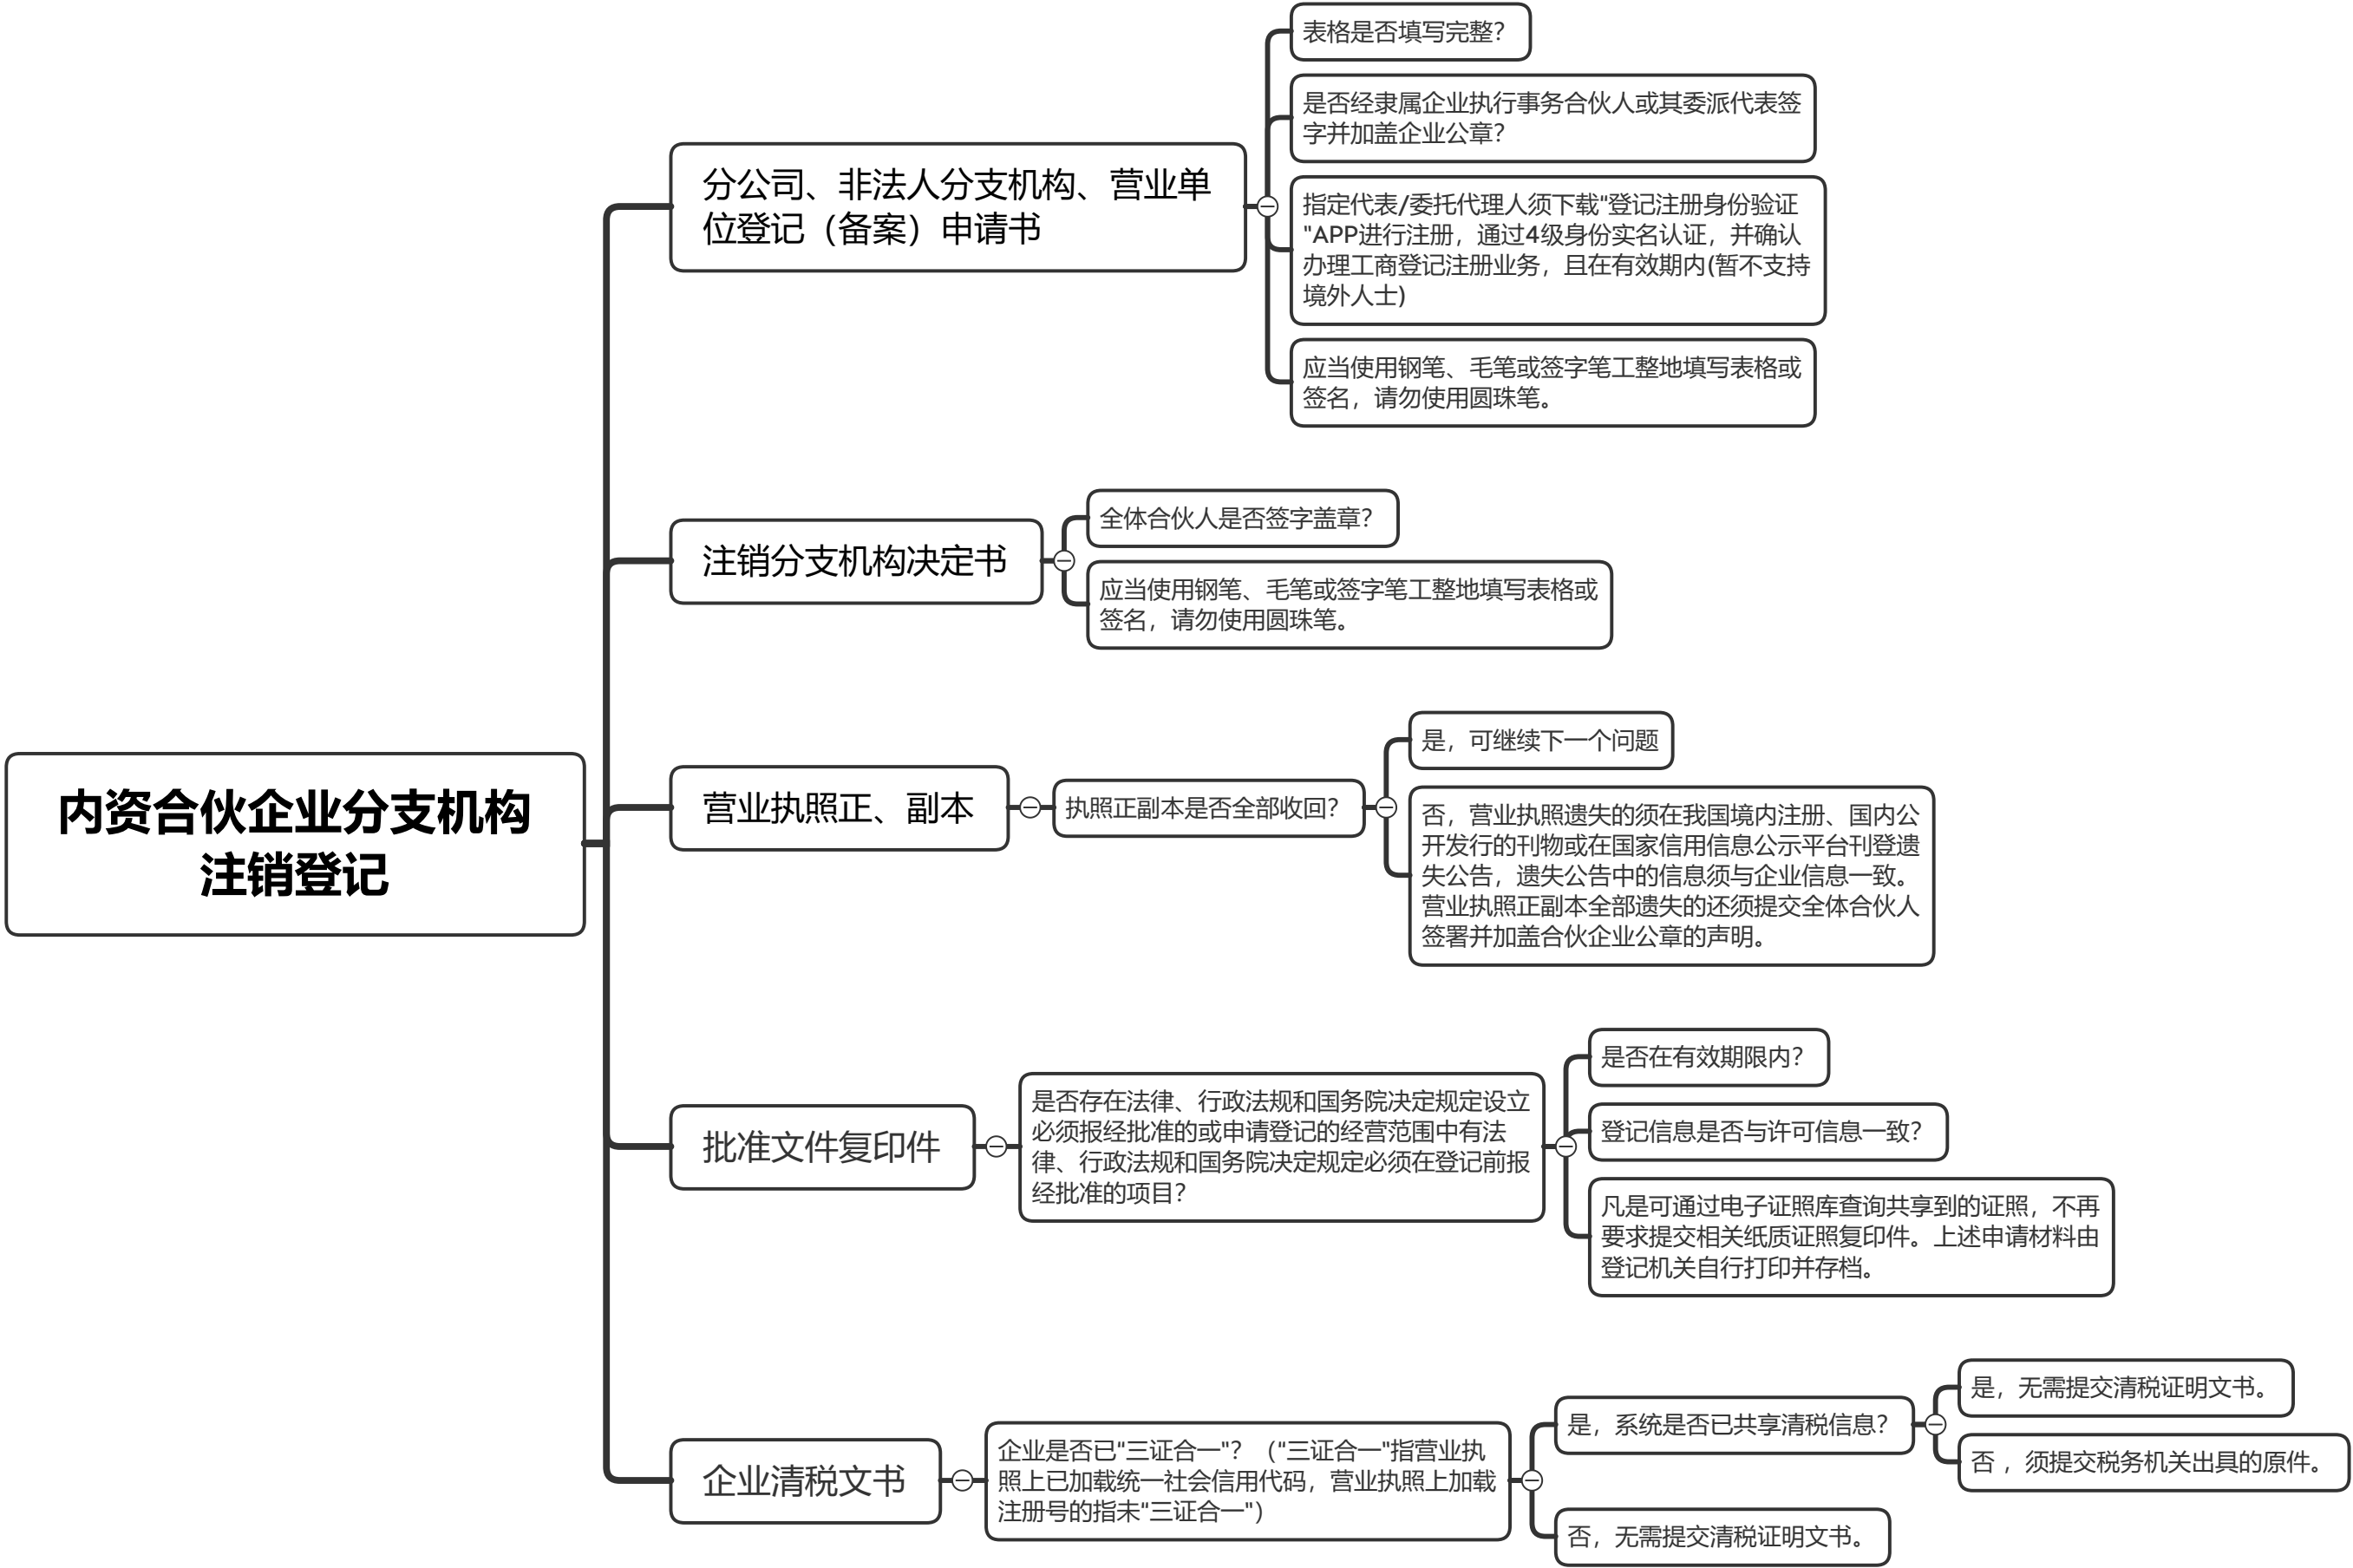 内资合伙企业分支机构
注销登记
分公司、非法人分支机构、营业单
位登记（备案）申请书
表格是否填写完整？
是否经隶属企业执行事务合伙人或其委派代表签
字并加盖企业公章？
指定代表/委托代理人须下载"登记注册身份验证
"APP进行注册，通过4级身份实名认证，并确认
办理工商登记注册业务，且在有效期内(暂不支持
境外人士)
应当使用钢笔、毛笔或签字笔工整地填写表格或
签名，请勿使用圆珠笔。
注销分支机构决定书
全体合伙人是否签字盖章？
应当使用钢笔、毛笔或签字笔工整地填写表格或
签名，请勿使用圆珠笔。
营业执照正、副本
执照正副本是否全部收回？
是，可继续下一个问题
否，营业执照遗失的须在我国境内注册、国内公
开发行的刊物或在国家信用信息公示平台刊登遗
失公告，遗失公告中的信息须与企业信息一致。
营业执照正副本全部遗失的还须提交全体合伙人
签署并加盖合伙企业公章的声明。
批准文件复印件
是否存在法律、行政法规和国务院决定规定设立
必须报经批准的或申请登记的经营范围中有法
律、行政法规和国务院决定规定必须在登记前报
经批准的项目？
是否在有效期限内？
登记信息是否与许可信息一致？
凡是可通过电子证照库查询共享到的证照，不再
要求提交相关纸质证照复印件。上述申请材料由
登记机关自行打印并存档。
企业清税文书
企业是否已"三证合一"？（"三证合一"指营业执
照上已加载统一社会信用代码，营业执照上加载
注册号的指未"三证合一"）
是，系统是否已共享清税信息？
是，无需提交清税证明文书。
否 ，须提交税务机关出具的原件。
否，无需提交清税证明文书。